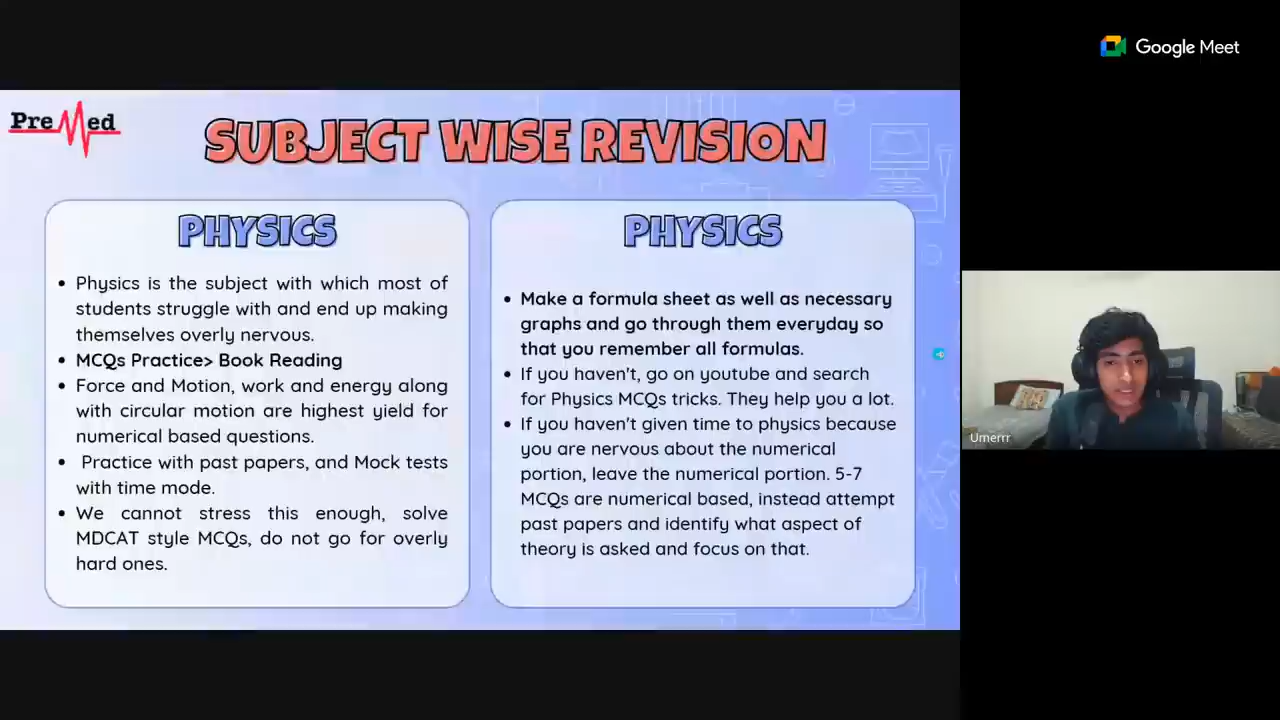 Google Meet
PreMed
SUBJECT WISE REVISION
PHYSICS
• Physics is the subject with which most of
students struggle with and end up making
themselves overly nervous.
• MCQs Practice> Book Reading
• Force and Motion, work and energy along
with circular motion are highest yield for
numerical based questions.
• Practice with past papers, and Mock tests
with time mode.
• We cannot stress this enough, solve
MDCAT style MCQs, do not go for overly
hard ones.
PHYSICS
• Make a formula sheet as well as necessary
graphs and go through them everyday so
that you remember all formulas.
• If you haven't, go on youtube and search
for Physics MCQs tricks. They help you a lot.
• If you haven't given time to physics because
you are nervous about the numerical
portion, leave the numerical portion. 5-7
MCQs are numerical based, instead attempt
past papers and identify what aspect of
theory is asked and focus on that.
Umerrr